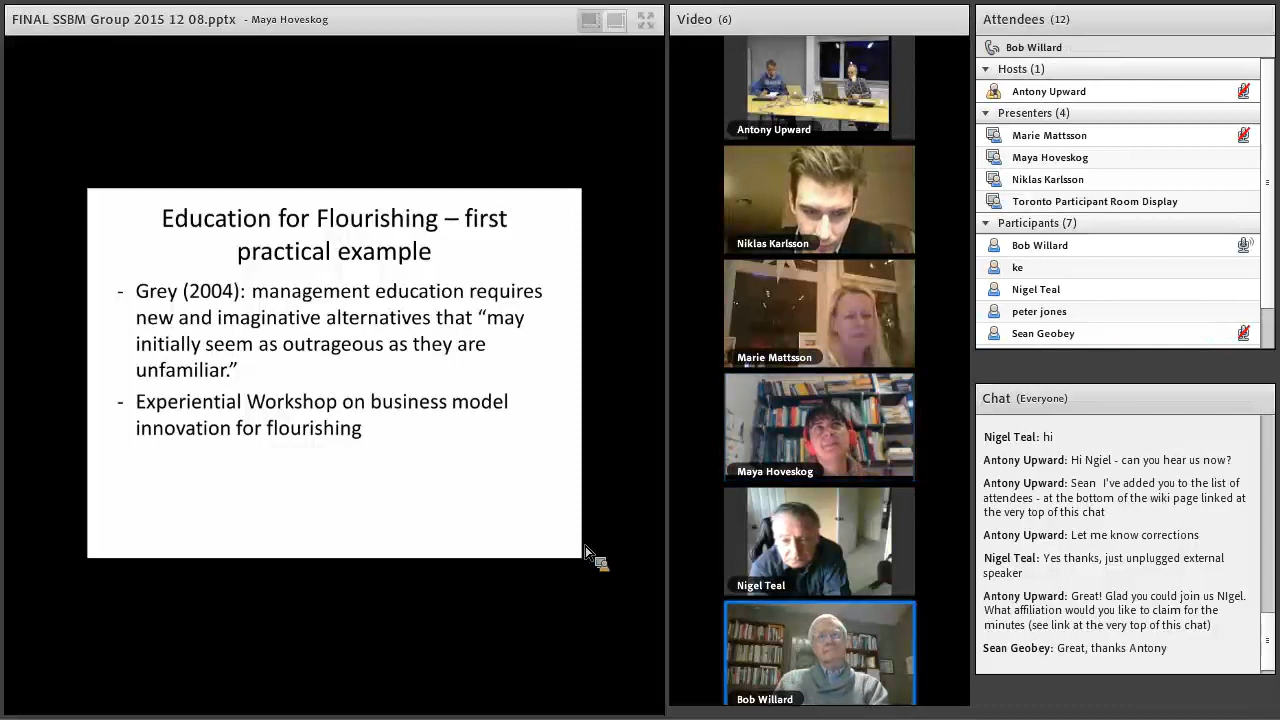 FINAL SSBM Group 2015 12 08.pptx - Maya Hoveskog
Education for Flourishing – first
practical example
- Grey (2004): management education requires
new and imaginative alternatives that “may
initially seem as outrageous as they are
unfamiliar.”
- Experiential Workshop on business model
innovation for flourishing
Video (6)
Antony Upward
Niklas Karlsson
Marie Mattsson
Maya Hoveskog
Nigel Teal
Bob Willard
Attendees (12)
Bob Willard
Hosts (1)
Antony Upward
Presenters (4)
Marie Mattsson
Maya Hoveskog
Niklas Karlsson
Toronto Participant Room Display
Participants (7)
Bob Willard
ke
Nigel Teal
peter jones
Sean Geobey
Chat (Everyone)
Nigel Teal: hi
Antony Upward: Hi Ngiel - can you hear us now?
Antony Upward: Sean I've added you to the list of
attendees - at the bottom of the wiki page linked at
the very top of this chat
Antony Upward: Let me know corrections
Nigel Teal: Yes thanks, just unplugged external
speaker
Antony Upward: Great! Glad you could join us NIgel.
What affiliation would you like to claim for the
minutes (see link at the very top of this chat)
Sean Geobey: Great, thanks Antony